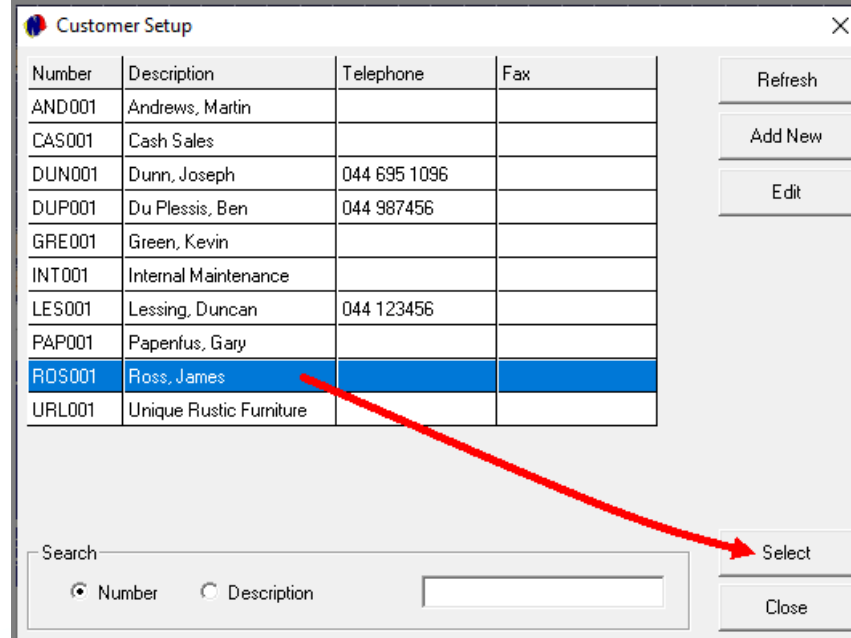 Customer Setup
Number Description Telephone Fax
AND001 Andrews, Martin
CAS001 Cash Sales
DUN001 Dunn, Joseph 044 695 1096
DUP001 Du Plessis, Ben 044 987456
GRE001 Green, Kevin
INT001 Internal Maintenance
LES001 Lessing, Duncan 044 123456
PAP001 Papenfus, Gary
ROS001 Ross, James
URL001 Unique Rustic Furniture
Refresh
Add New
Edit
Search
Number Description
Select
Close